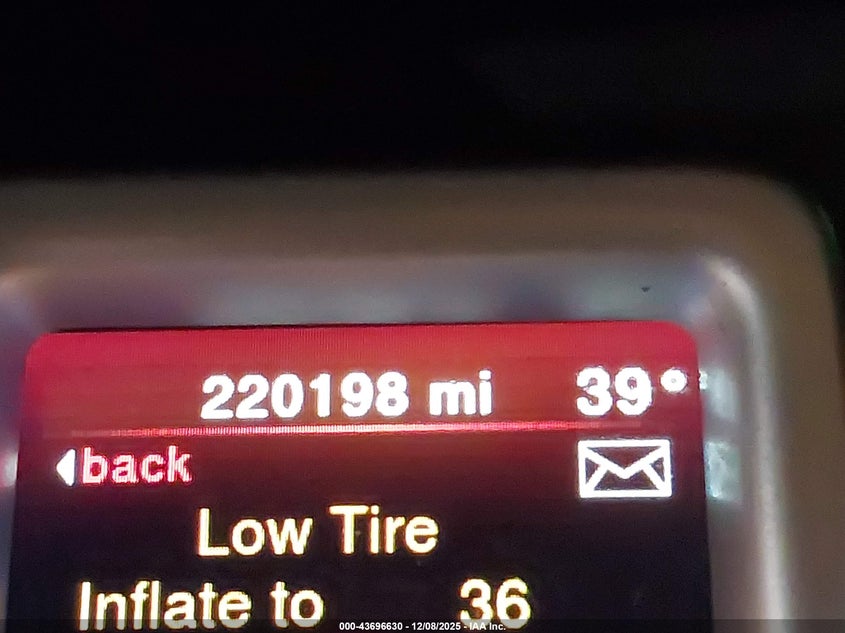 220198 mi 39°
back
Low Tire
Inflate to 36
000-43696630 - 12/08/2025 - IAA Inc.